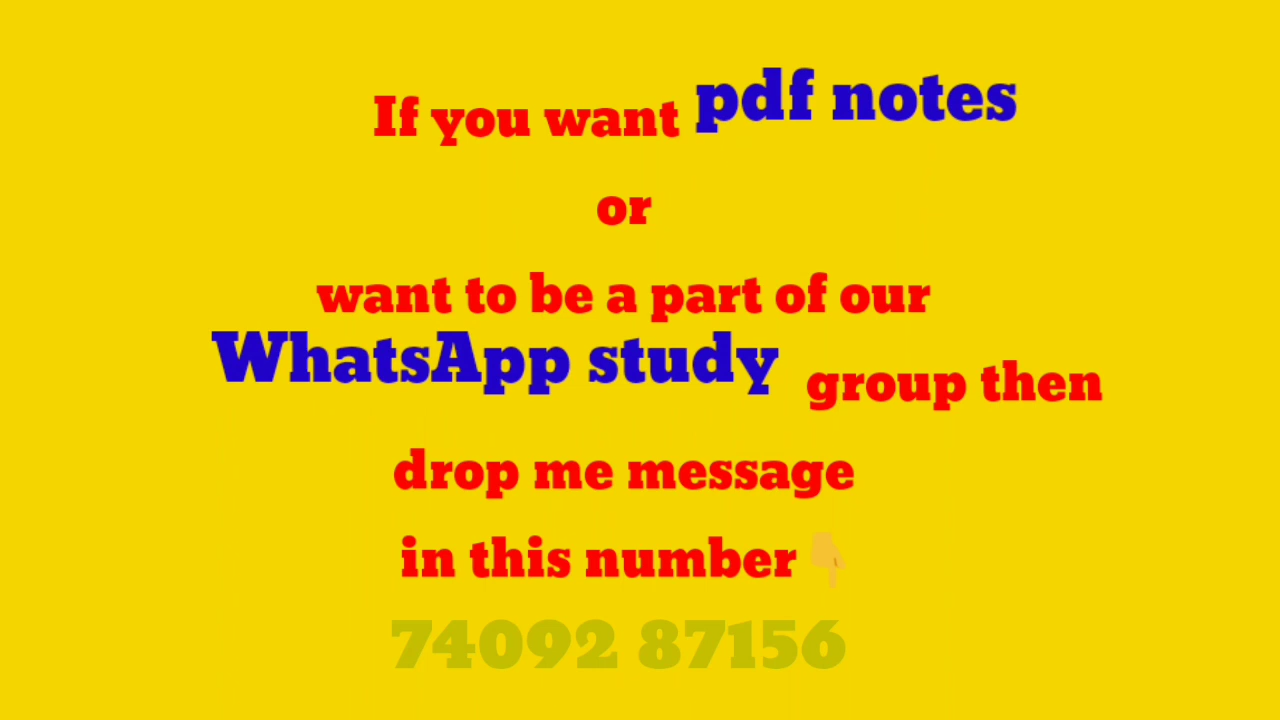 If you want pdf notes
or
want to be a part of our
WhatsApp study group then
drop me message
in this number👇
74092 87156